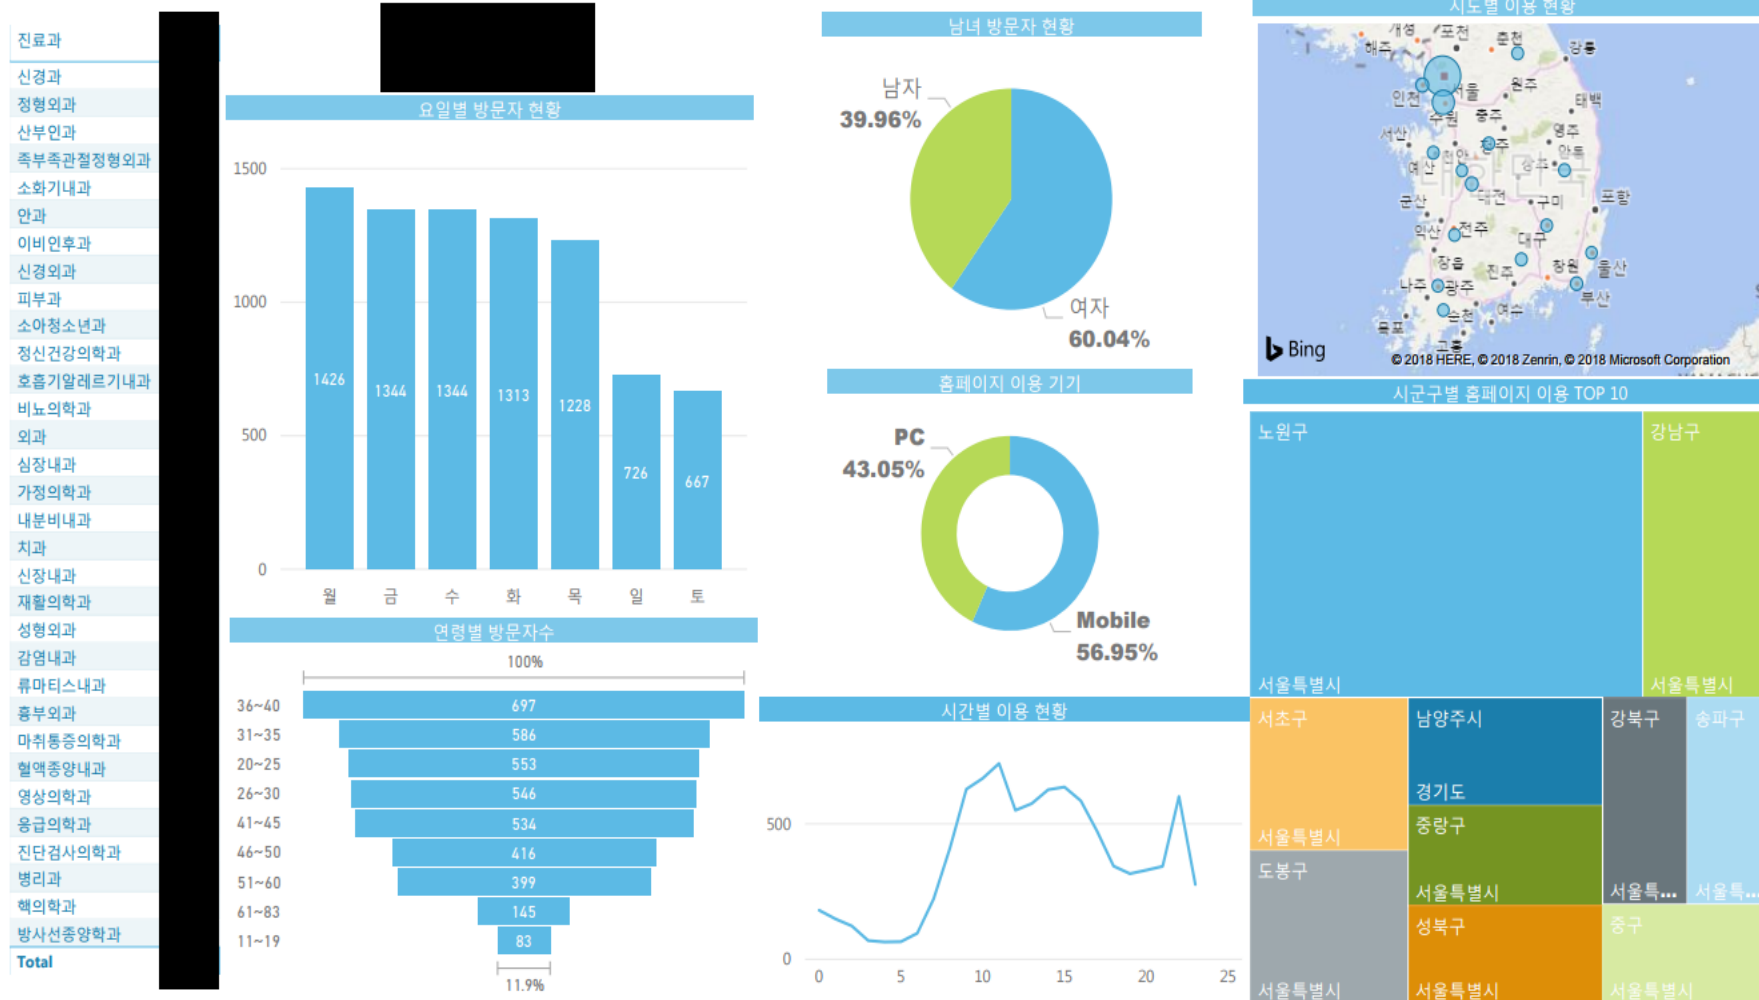 진료과
신경과
정형외과
산부인과
족부족관절정형외과
소화기내과
안과
이비인후과
신경외과
피부과
소아청소년과
정신건강의학과
호흡기알레르기내과
비뇨의학과
외과
심장내과
가정의학과
내분비내과
치과
신장내과
재활의학과
성형외과
감염내과
류마티스내과
흉부외과
마취통증의학과
혈액종양내과
영상의학과
응급의학과
진단검사의학과
병리과
핵의학과
방사선종양학과
Total
요일별 방문자 현황
1500
1000
500
0
1426
1344
1344
1313
1228
726
667
월 금 수 화 목 일 토
연령별 방문자수
100%
36~40 697
31~35 586
20~25 553
26~30 546
41~45 534
46~50 416
51~60 399
61~83 145
11~19 83
11.9%
남녀 방문자 현황
남자
39.96%
여자
60.04%
홈페이지 이용 기기
PC
43.05%
Mobile
56.95%
시간별 이용 현황
500
0
0 5 10 15 20 25
시도별 이용 현황
개성
포천
춘천
강릉
해주
서울
원주
인천
태백
수원
충주
서산
영주
청주
안동
천안
예산
상주
대전
구미
포항
군산
익산
전주
대구
정읍
진주
창원
울산
나주
광주
부산
순천
여수
목포
고흥
Bing
© 2018 HERE, © 2018 Zenrin, © 2018 Microsoft Corporation
시군구별 홈페이지 이용 TOP 10
노원구
서울특별시
강남구
서울특별시
서초구
서울특별시
남양주시
경기도
강북구
서울특...
송파구
서울특...
중랑구
서울특별시
도봉구
서울특별시
성북구
서울특별시
중구
서울특별시